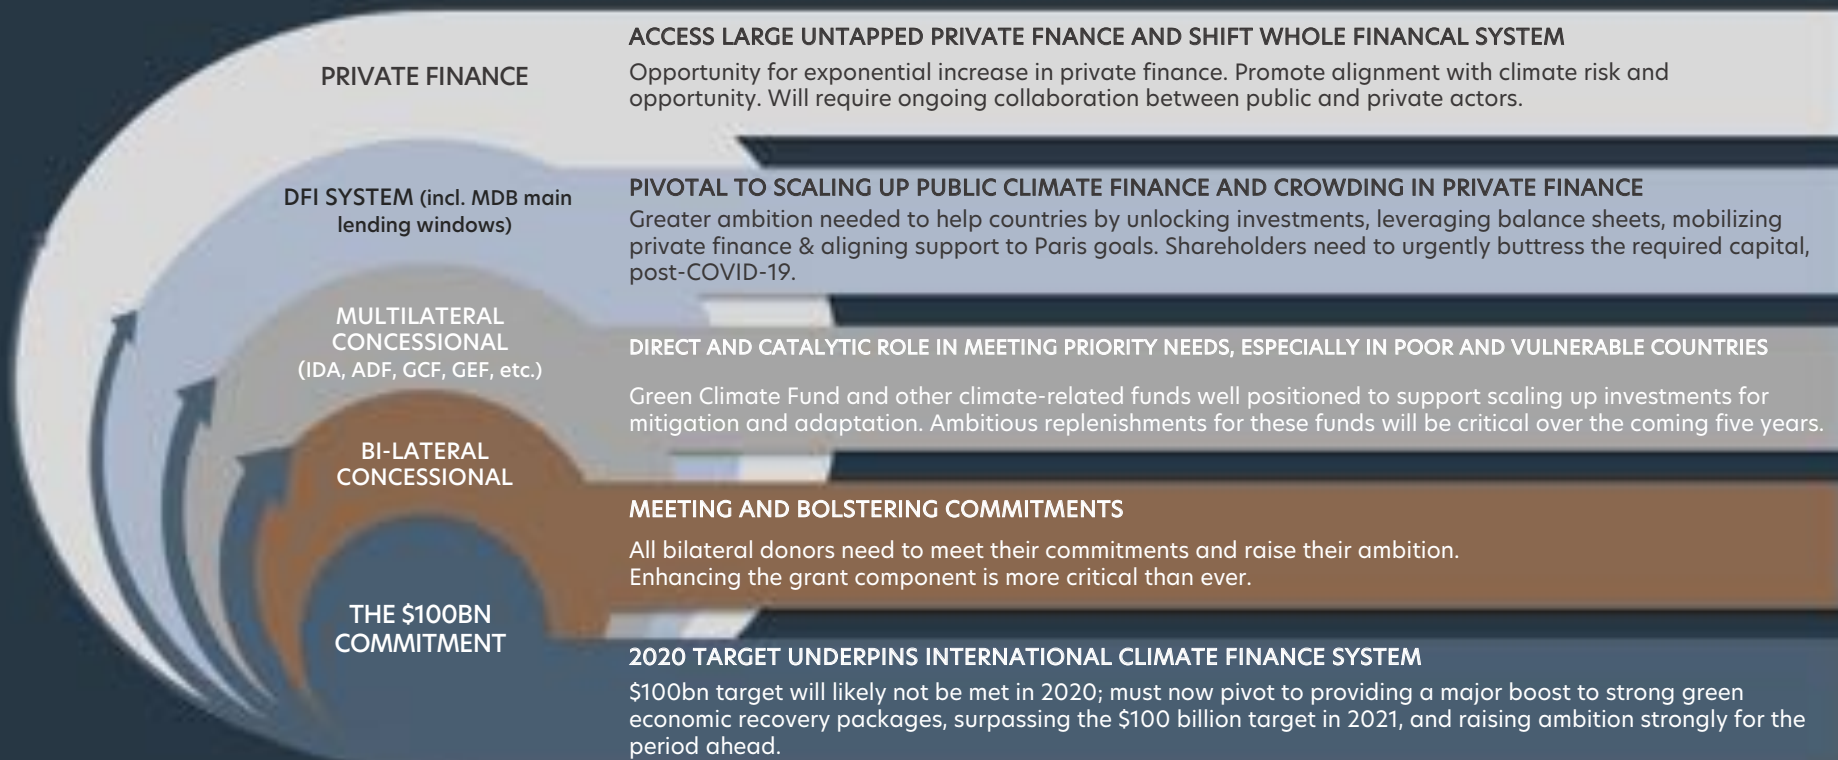 PRIVATE FINANCE
ACCESS LARGE UNTAPPED PRIVATE FNANCE AND SHIFT WHOLE FINANCAL SYSTEM
Opportunity for exponential increase in private finance. Promote alignment with climate risk and
opportunity. Will require ongoing collaboration between public and private actors.
DFI SYSTEM (incl. MDB main
lending windows)
PIVOTAL TO SCALING UP PUBLIC CLIMATE FINANCE AND CROWDING IN PRIVATE FINANCE
Greater ambition needed to help countries by unlocking investments, leveraging balance sheets, mobilizing
private finance & aligning support to Paris goals. Shareholders need to urgently buttress the required capital,
post-COVID-19.
MULTILATERAL
CONCESSIONAL
(IDA, ADF, GCF, GEF, etc.)
DIRECT AND CATALYTIC ROLE IN MEETING PRIORITY NEEDS, ESPECIALLY IN POOR AND VULNERABLE COUNTRIES
Green Climate Fund and other climate-related funds well positioned to support scaling up investments for
mitigation and adaptation. Ambitious replenishments for these funds will be critical over the coming five years.
BI-LATERAL
CONCESSIONAL
MEETING AND BOLSTERING COMMITMENTS
All bilateral donors need to meet their commitments and raise their ambition.
Enhancing the grant component is more critical than ever.
THE $100BN
COMMITMENT
2020 TARGET UNDERPINS INTERNATIONAL CLIMATE FINANCE SYSTEM
$100bn target will likely not be met in 2020; must now pivot to providing a major boost to strong green
economic recovery packages, surpassing the $100 billion target in 2021, and raising ambition strongly for the
period ahead.